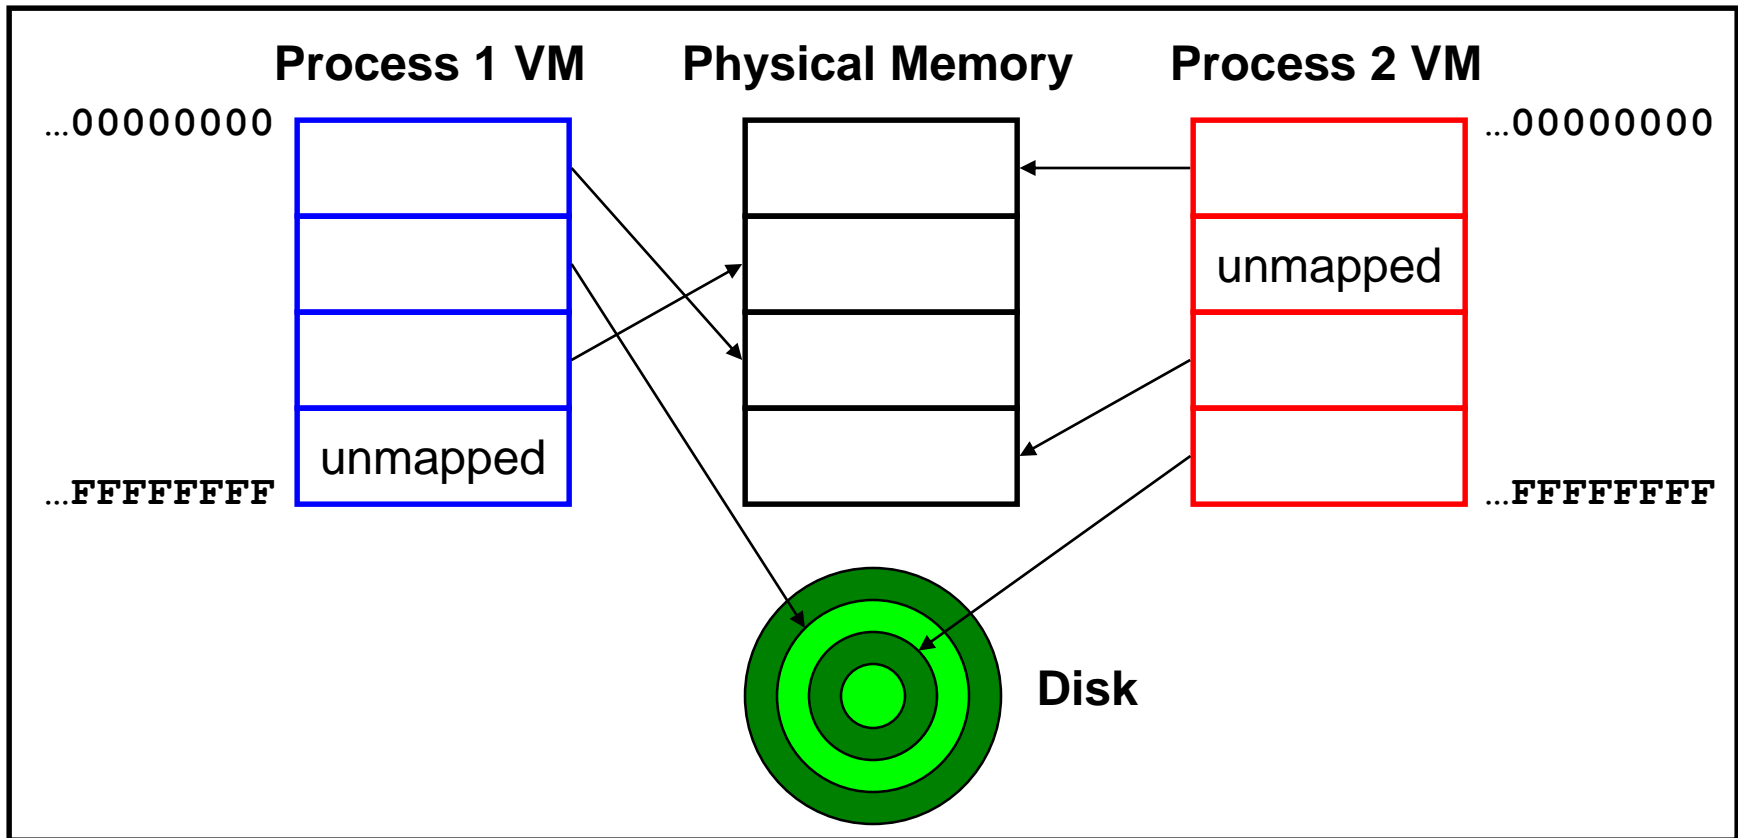 Process 1 VM Physical Memory Process 2 VM
...00000000 ...00000000
unmapped
unmapped
...FFFFFFFF ...FFFFFFFF
Disk